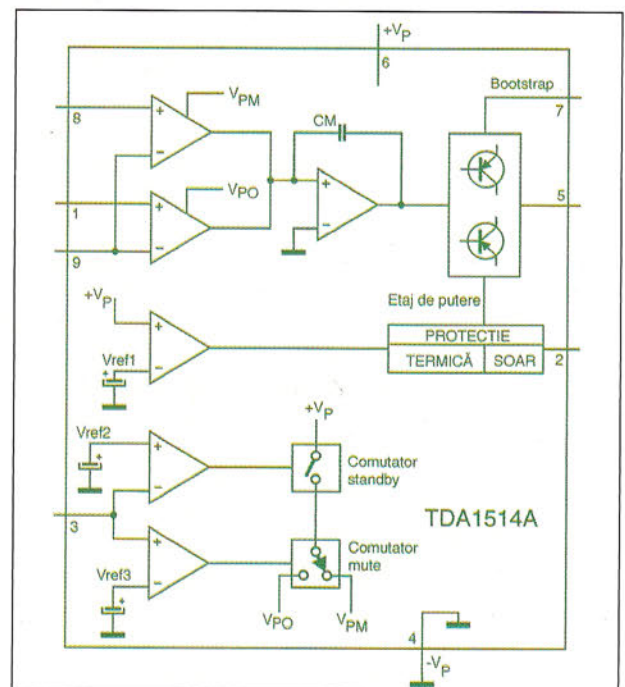 +VP
6
Bootstrap
7
8
+
−
VPM
CM
1
+
−
VPO
9
+
−
5
Etaj de putere
+VP
+
−
Vref1
+
PROTECTIE
TERMICĂ
SOAR
2
+VP
Vref2
+
+
−
Comutator
standby
3
TDA1514A
+
−
Comutator
mute
Vref3
+
VPO
VPM
4
-VP